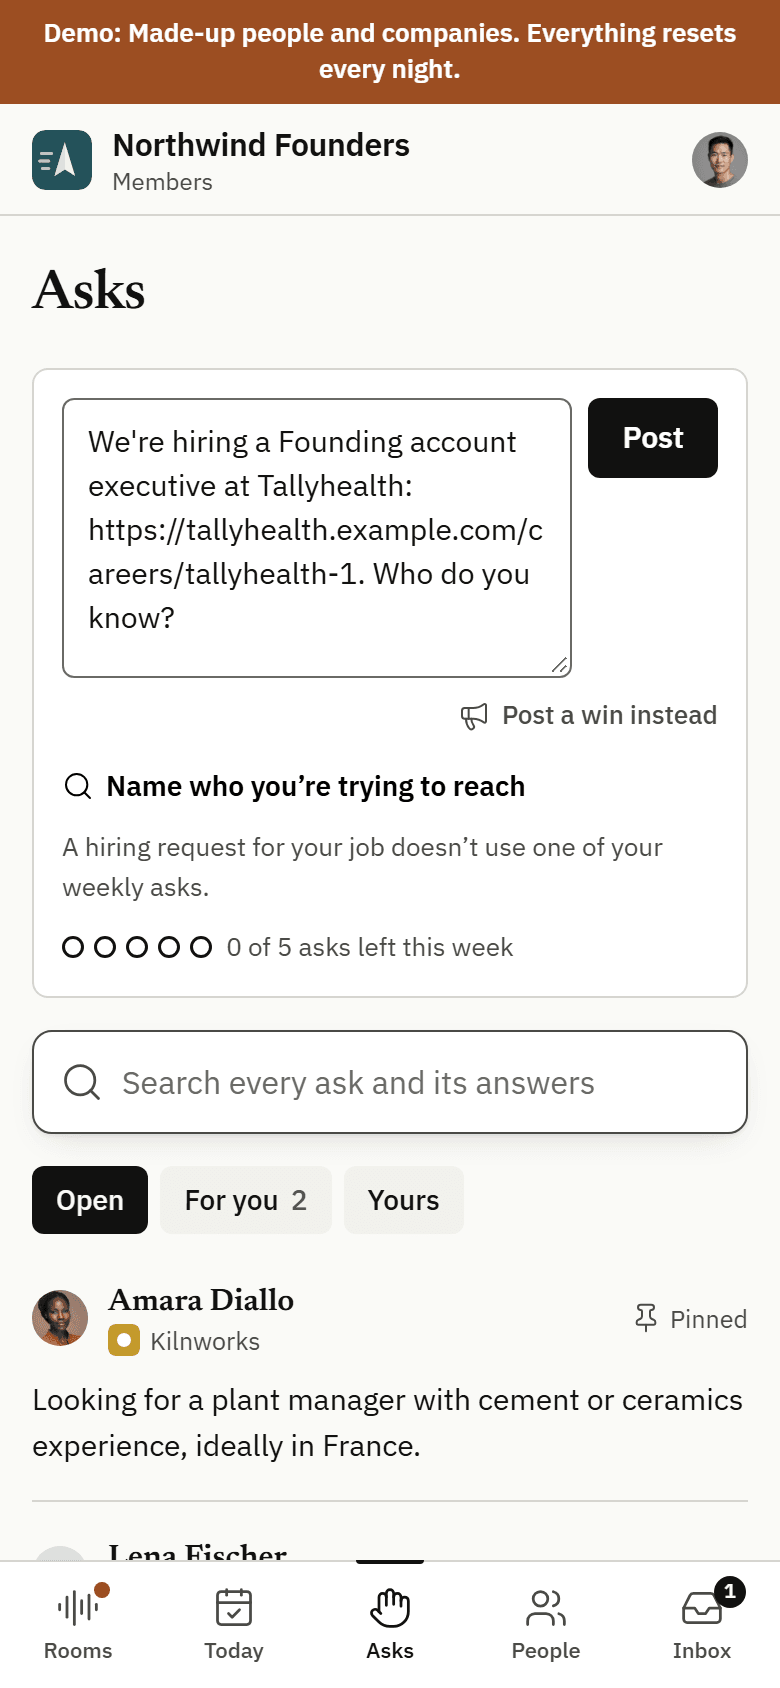 Demo: Made-up people and companies. Everything resets
every night.
Northwind Founders
Members
Asks
We're hiring a Founding account
executive at Tallyhealth:
https://tallyhealth.example.com/c
areers/tallyhealth-1. Who do you
know?
Post
Post a win instead
Name who you’re trying to reach
A hiring request for your job doesn’t use one of your
weekly asks.
0 of 5 asks left this week
Search every ask and its answers
Open
For you 2
Yours
Amara Diallo
Kilnworks
Pinned
Looking for a plant manager with cement or ceramics
experience, ideally in France.
Lena Fischer
Rooms
Today
Asks
People
1
Inbox